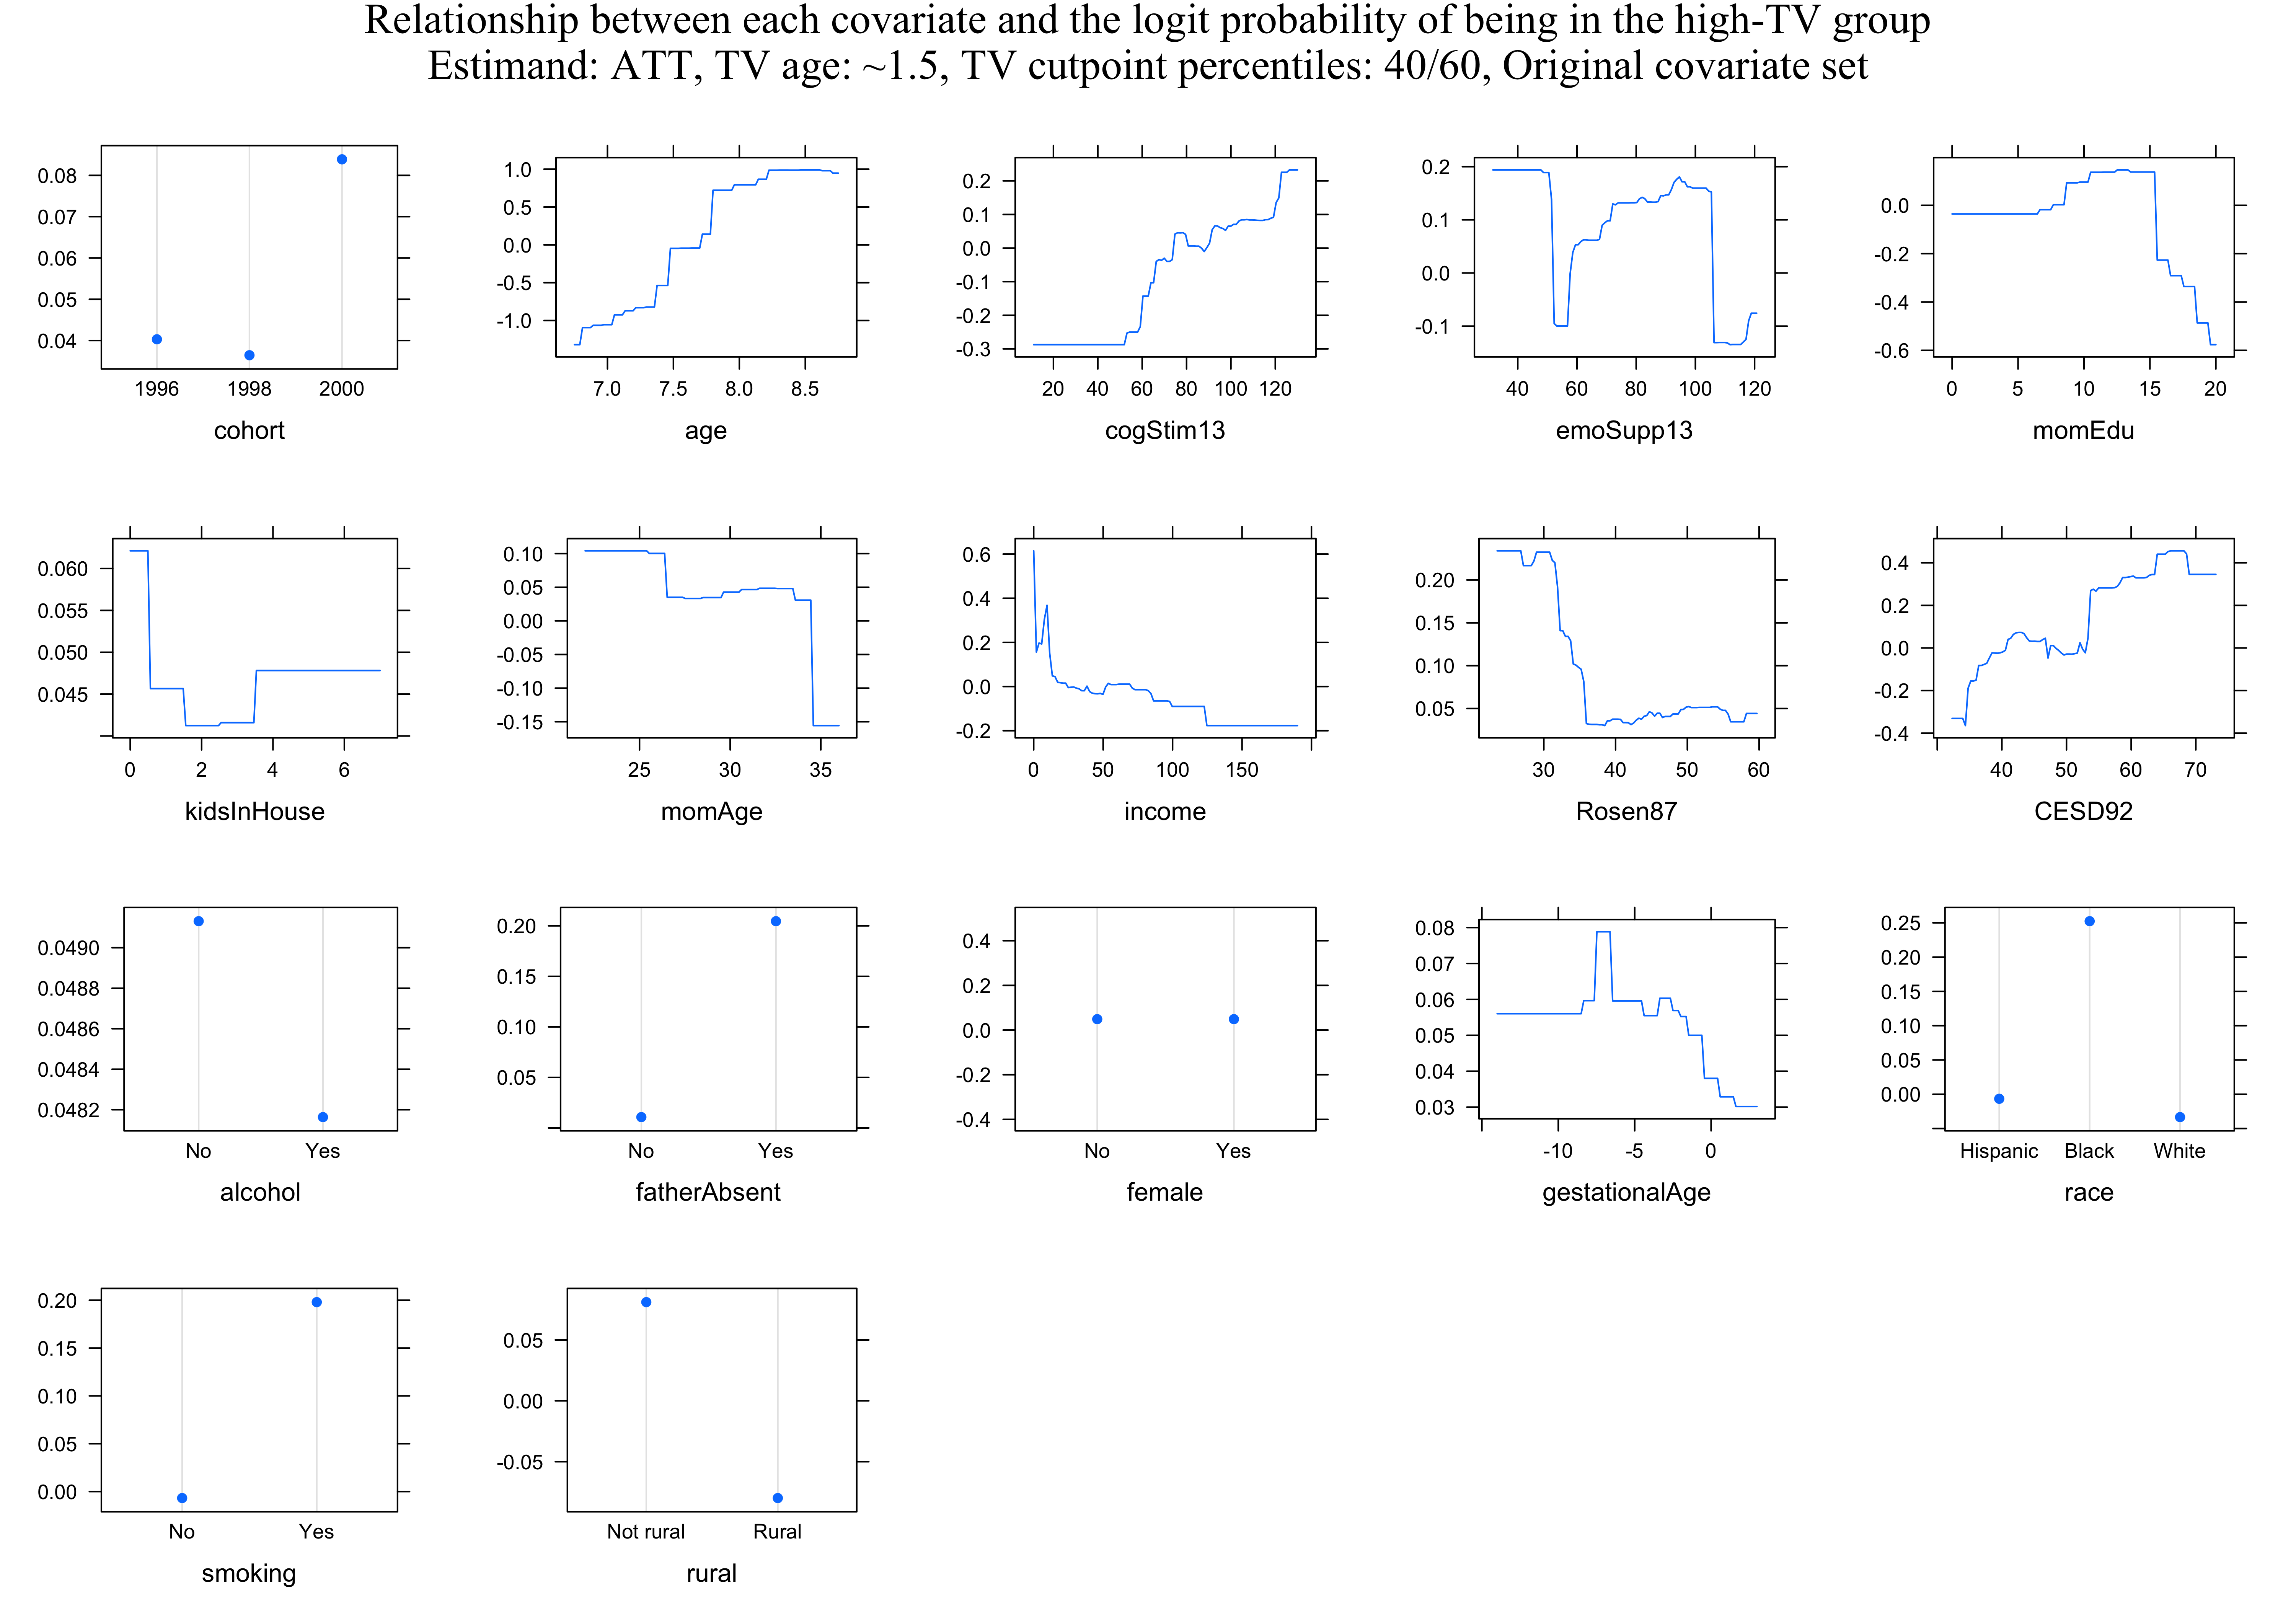 Relationship between each covariate and the logit probability of being in the high-TV group
Estimand: ATT, TV age: ~1.5, TV cutpoint percentiles: 40/60, Original covariate set
0.08
0.07
0.06
0.05
0.04
1996 1998 2000
cohort
1.0
0.5
0.0
-0.5
-1.0
7.0 7.5 8.0 8.5
age
0.2
0.1
0.0
-0.1
-0.2
-0.3
20 40 60 80 100 120
cogStim13
0.2
0.1
0.0
-0.1
40 60 80 100 120
emoSupp13
0.0
-0.2
-0.4
-0.6
0 5 10 15 20
momEdu
0.060
0.055
0.050
0.045
0 2 4 6
kidsInHouse
0.10
0.05
0.00
-0.05
-0.10
-0.15
25 30 35
momAge
0.6
0.4
0.2
0.0
-0.2
0 50 100 150
income
0.20
0.15
0.10
0.05
30 40 50 60
Rosen87
0.4
0.2
0.0
-0.2
-0.4
40 50 60 70
CESD92
0.0490
0.0488
0.0486
0.0484
0.0482
No Yes
alcohol
0.20
0.15
0.10
0.05
No Yes
fatherAbsent
0.4
0.2
0.0
-0.2
-0.4
No Yes
female
0.08
0.07
0.06
0.05
0.04
0.03
-10 -5 0
gestationalAge
0.25
0.20
0.15
0.10
0.05
0.00
Hispanic Black White
race
0.20
0.15
0.10
0.05
0.00
No Yes
smoking
0.05
0.00
-0.05
Not rural Rural
rural